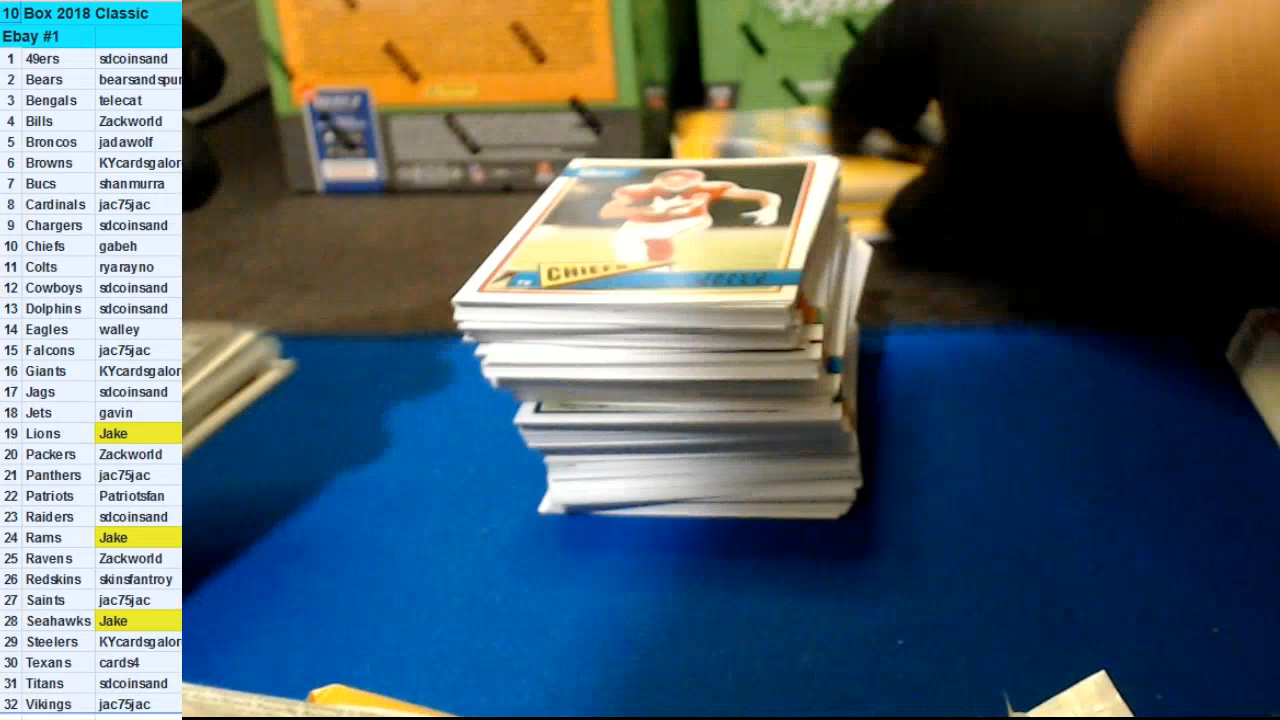 10 Box 2018 Classic
Ebay #1
1 49ers sdcoinsand
2 Bears bearsandspur
3 Bengals telecat
4 Bills Zackworld
5 Broncos jadawolf
6 Browns KYcardsgalor
7 Bucs shanmurra
8 Cardinals jac75jac
9 Chargers sdcoinsand
10 Chiefs gabeh
11 Colts ryarayno
12 Cowboys sdcoinsand
13 Dolphins sdcoinsand
14 Eagles walley
15 Falcons jac75jac
16 Giants KYcardsgalor
17 Jags sdcoinsand
18 Jets gavin
19 Lions Jake
20 Packers Zackworld
21 Panthers jac75jac
22 Patriots Patriotsfan
23 Raiders sdcoinsand
24 Rams Jake
25 Ravens Zackworld
26 Redskins skinsfantroy
27 Saints jac75jac
28 Seahawks Jake
29 Steelers KYcardsgalor
30 Texans cards4
31 Titans sdcoinsand
32 Vikings jac75jac
CHIEFS